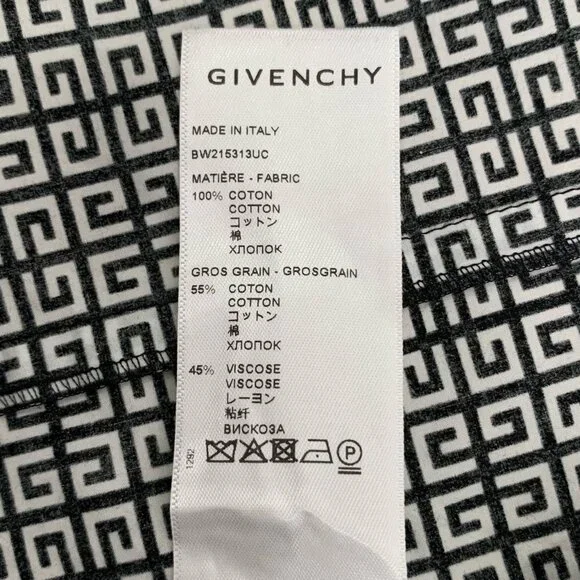 GIVENCHY
MADE IN ITALY
BW215313UC
MATIÈRE - FABRIC
100% COTON
COTTON
コットン
棉
ХЛОПОК
GROS GRAIN - GROSGRAIN
55% COTON
COTTON
コットン
棉
ХЛОПОК
45% VISCOSE
VISCOSE
レーヨン
粘纤
ВИСКОЗА
P
1292